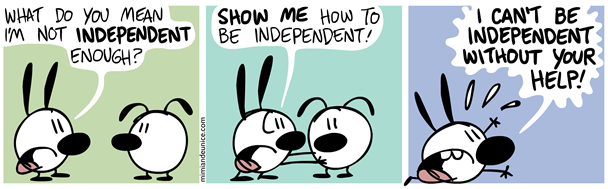 WHAT DO YOU MEAN
I'M NOT INDEPENDENT
ENOUGH?
SHOW ME HOW TO
BE INDEPENDENT!
mimiandeunice.com
I CAN'T BE
INDEPENDENT
WITHOUT YOUR
HELP!